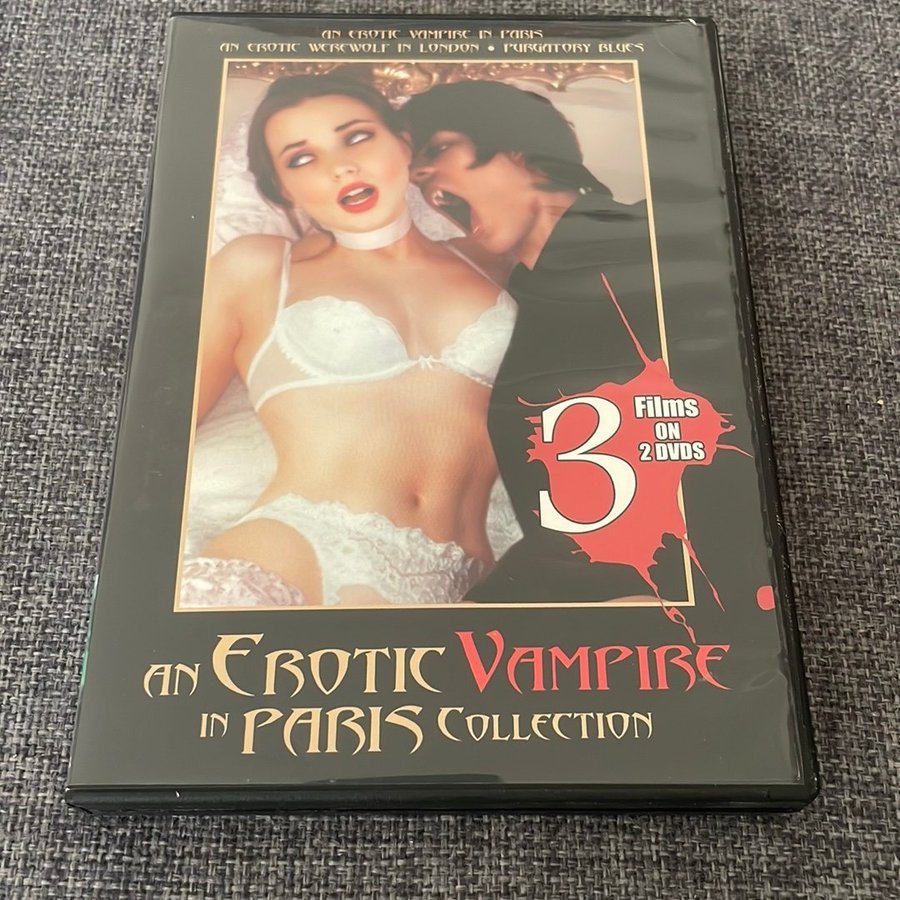 AN EROTIC VAMPIRE IN PARIS
AN EROTIC WEREWOLF IN LONDON • PURGATORY BLUES
3 Films
ON
2 DVDS
AN EROTIC VAMPIRE
IN PARIS COLLECTION